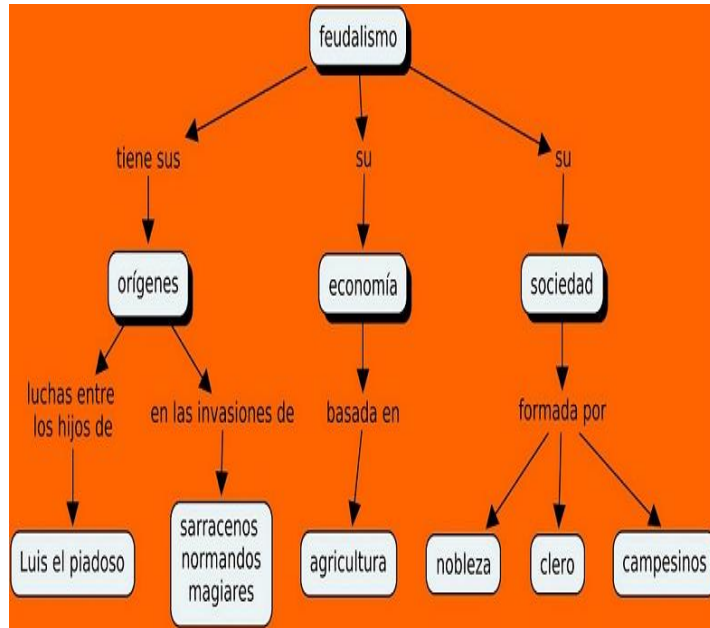 feudalismo
tiene sus
su
su
orígenes
economía
sociedad
luchas entre
los hijos de
en las invasiones de
basada en
formada por
Luis el piadoso
sarracenos
normandos
magiares
agricultura
nobleza
clero
campesinos